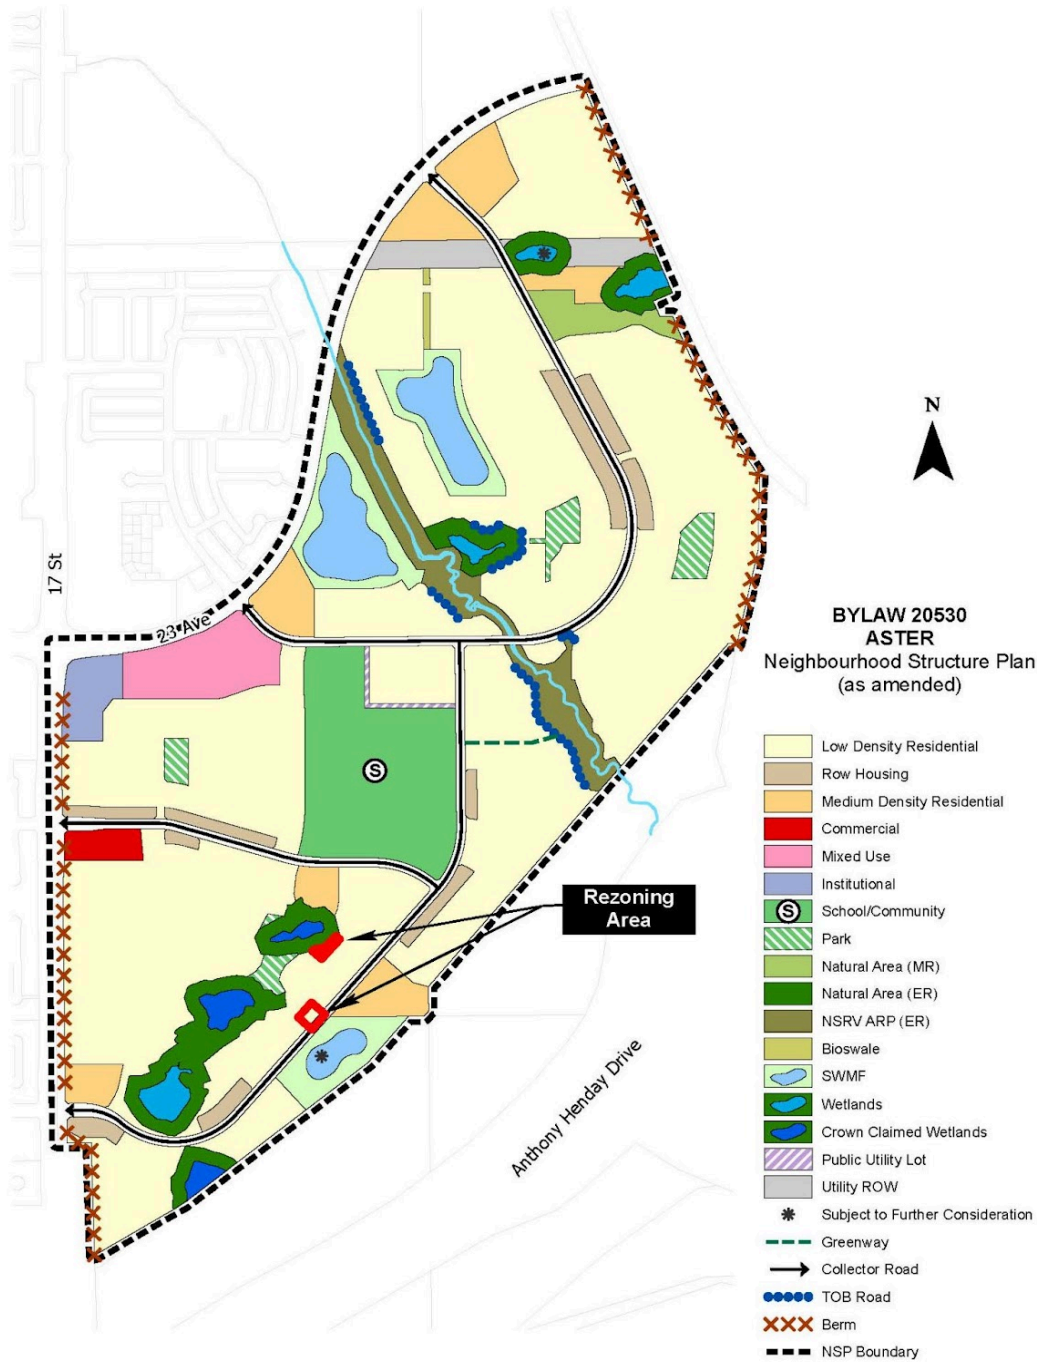 N
17 St
23 Ave
S
Rezoning
Area
Anthony Henday Drive
BYLAW 20530
ASTER
Neighbourhood Structure Plan
(as amended)
Low Density Residential
Row Housing
Medium Density Residential
Commercial
Mixed Use
Institutional
S School/Community
Park
Natural Area (MR)
Natural Area (ER)
NSRV ARP (ER)
Bioswale
SWMF
Wetlands
Crown Claimed Wetlands
Public Utility Lot
Utility ROW
Subject to Further Consideration
Greenway
Collector Road
TOB Road
Berm
NSP Boundary